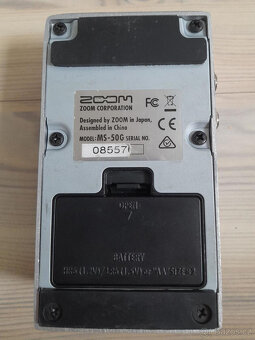 ZOOM
ZOOM CORPORATION
FC
CE
Designed by ZOOM in Japan,
Assembled in China
MODEL: MS-50G SERIAL NO.
08557
OPEN
BATTERY